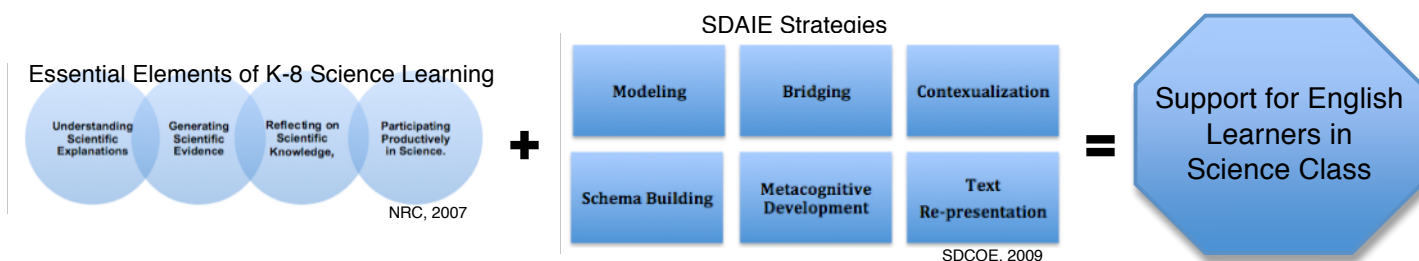 Essential Elements of K-8 Science Learning
Understanding
Scientific
Explanations
Generating
Scientific
Evidence
Reflecting on
Scientific
Knowledge,
Participating
Productively
in Science.
NRC, 2007
+
SDAIE Strategies
Modeling
Bridging
Contexualization
Schema Building
Metacognitive
Development
Text
Re-presentation
SDCOE, 2009
=
Support for English
Learners in
Science Class